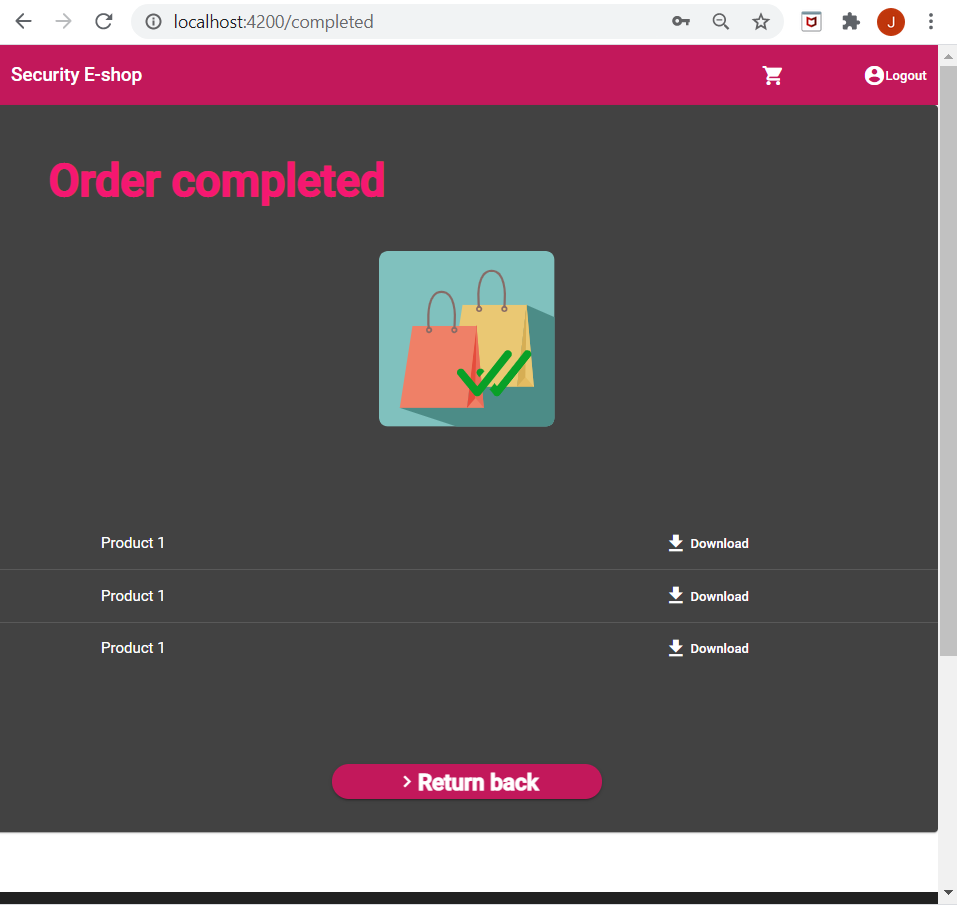 localhost:4200/completed
J
Security E-shop
Logout
Order completed
Product 1
Download
Product 1
Download
Product 1
Download
Return back